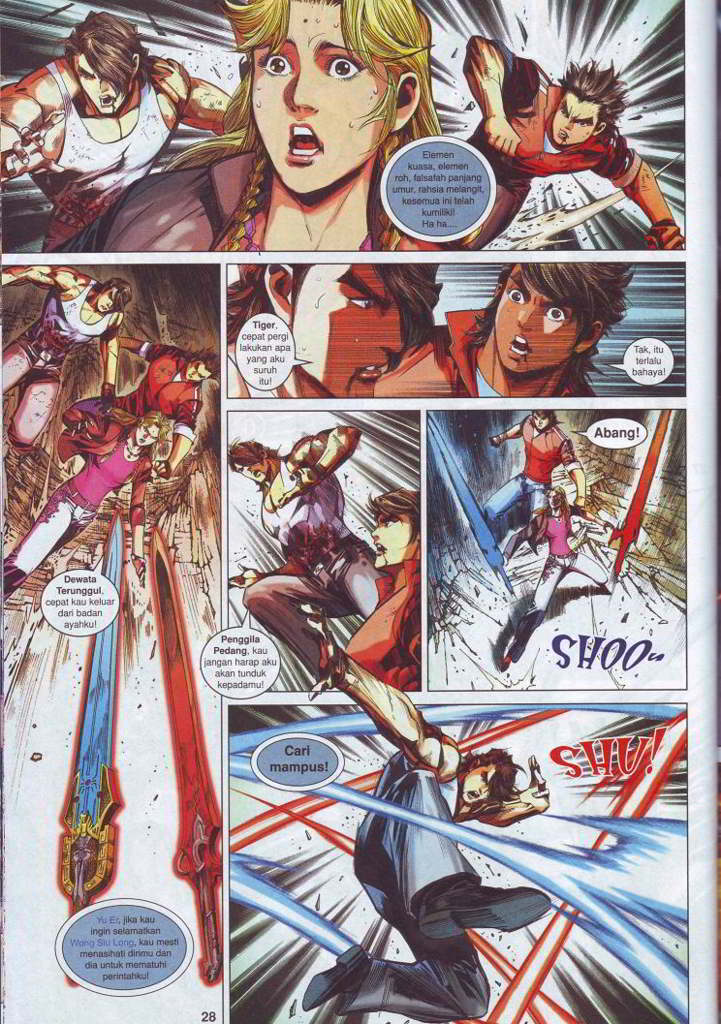 Elemen
kuasa, elemen
roh, falsafah panjang
umur, rahsia melangit,
kesemua ini telah
kumiliki!
Ha ha....
Tiger,
cepat pergi
lakukan apa
yang aku
suruh
itu!
Tak, itu
bahaya!
Dewata
Terunggul,
cepat kau keluar
dari badan
ayahku!
Penggila
Pedang, kau
jangan harap aku
akan tunduk
kepadamu!
Abang!
SHOO~
Cari
mampus!
SHU!
Yu Er, jika kau
ingin selamatkan
Wong Siu Long, kau mesti
menasihati dirimu dan
dia untuk mematuhi
perintahku!
28